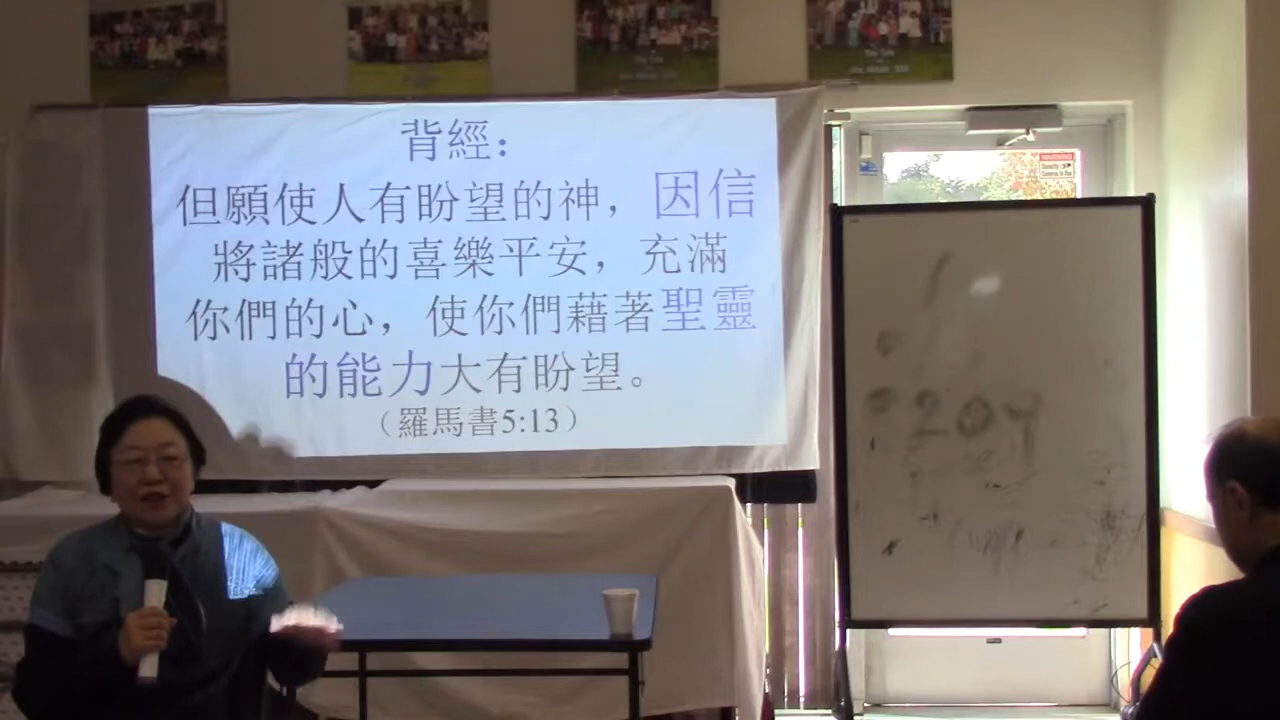 背經：
但願使人有盼望的神，因信
將諸般的喜樂平安，充滿
你們的心，使你們藉著聖靈
的能力大有盼望。
（羅馬書5:13）
WARNING